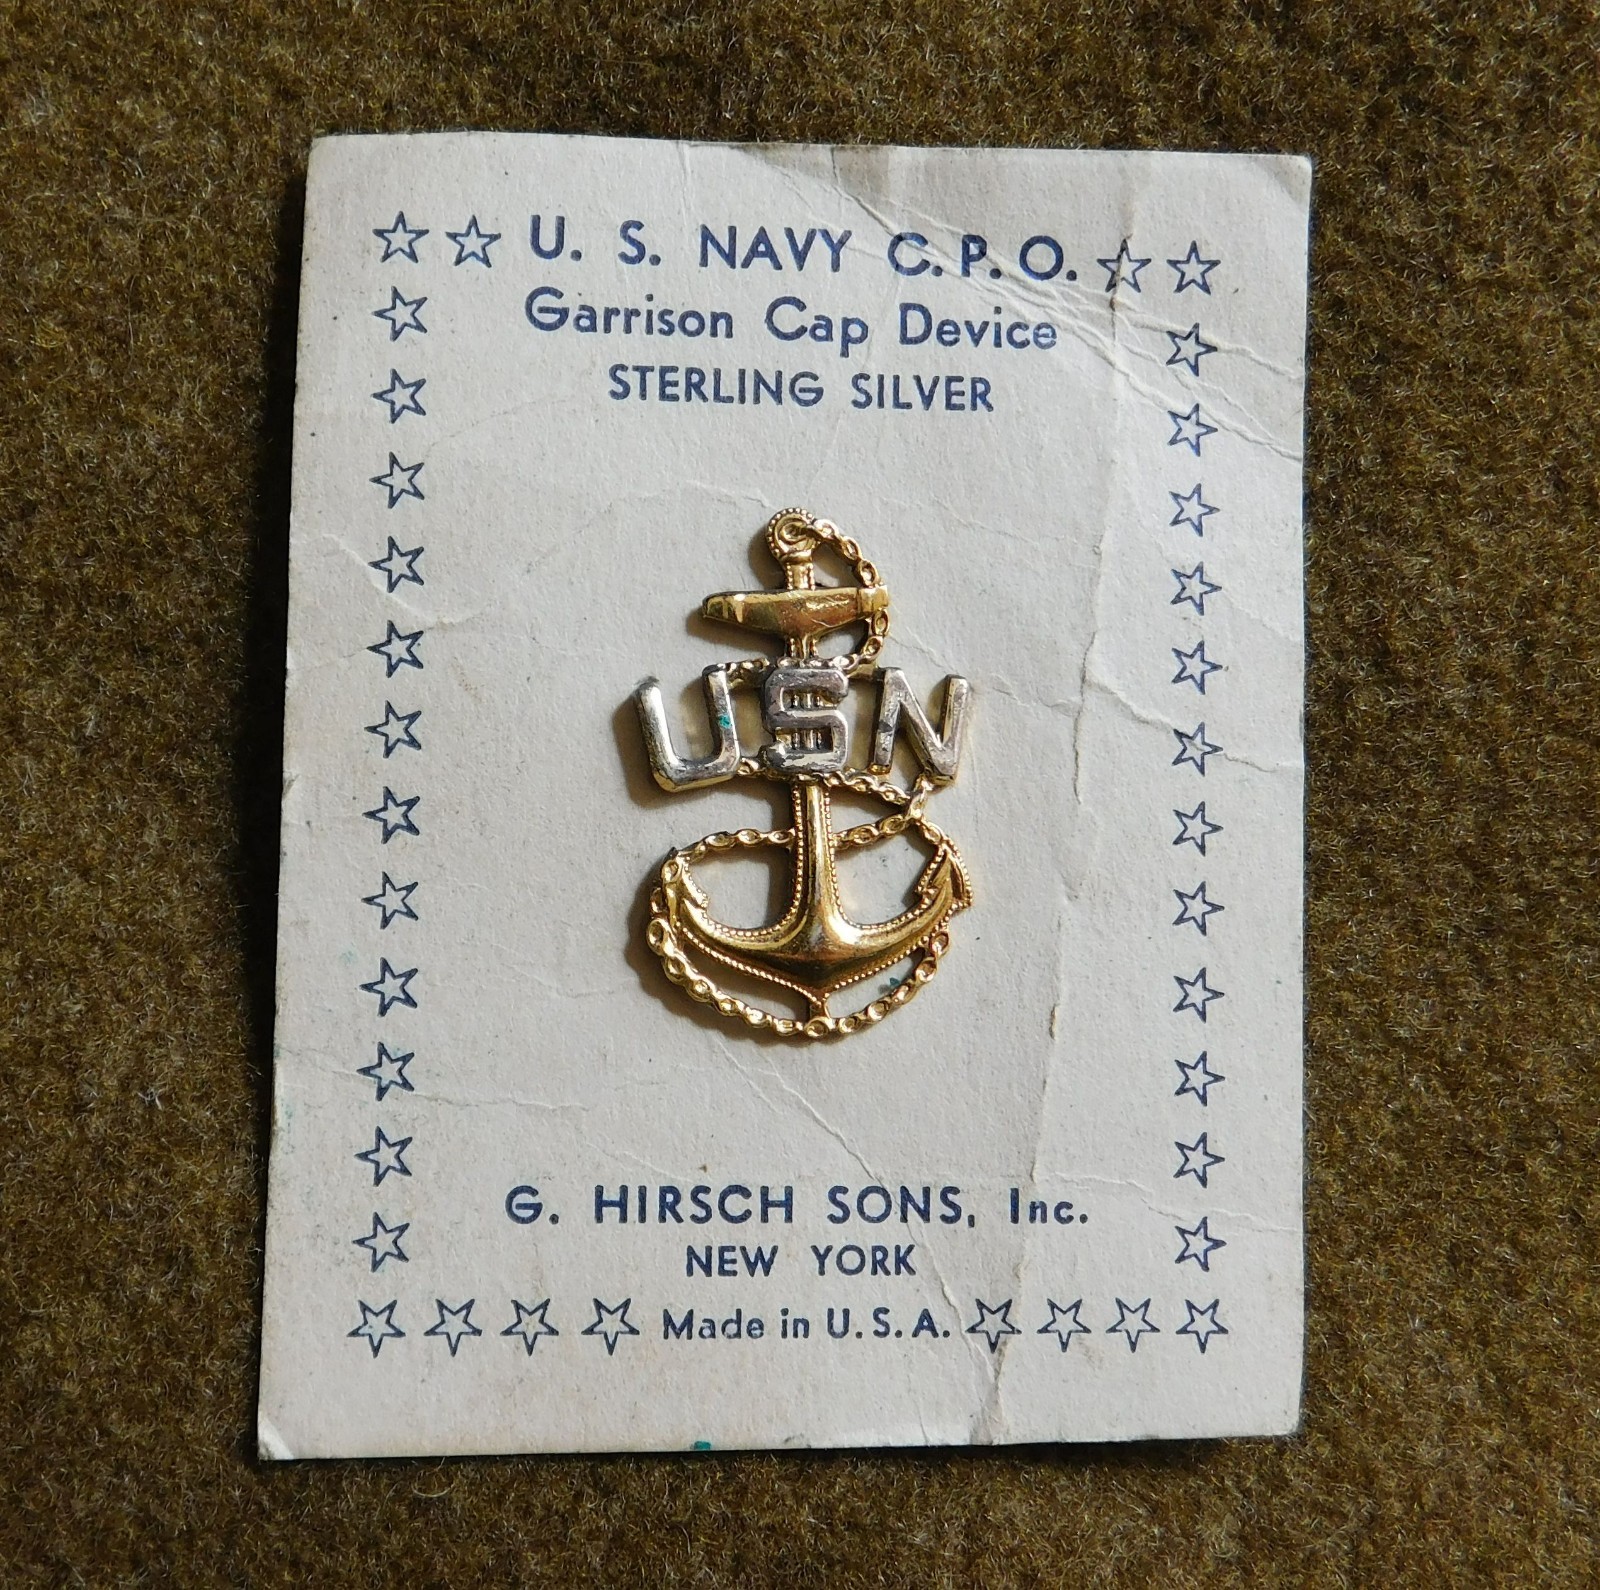 U. S. NAVY C. P. O.
Garrison Cap Device
STERLING SILVER
USN
G. HIRSCH SONS, Inc.
NEW YORK
Made in U. S. A.